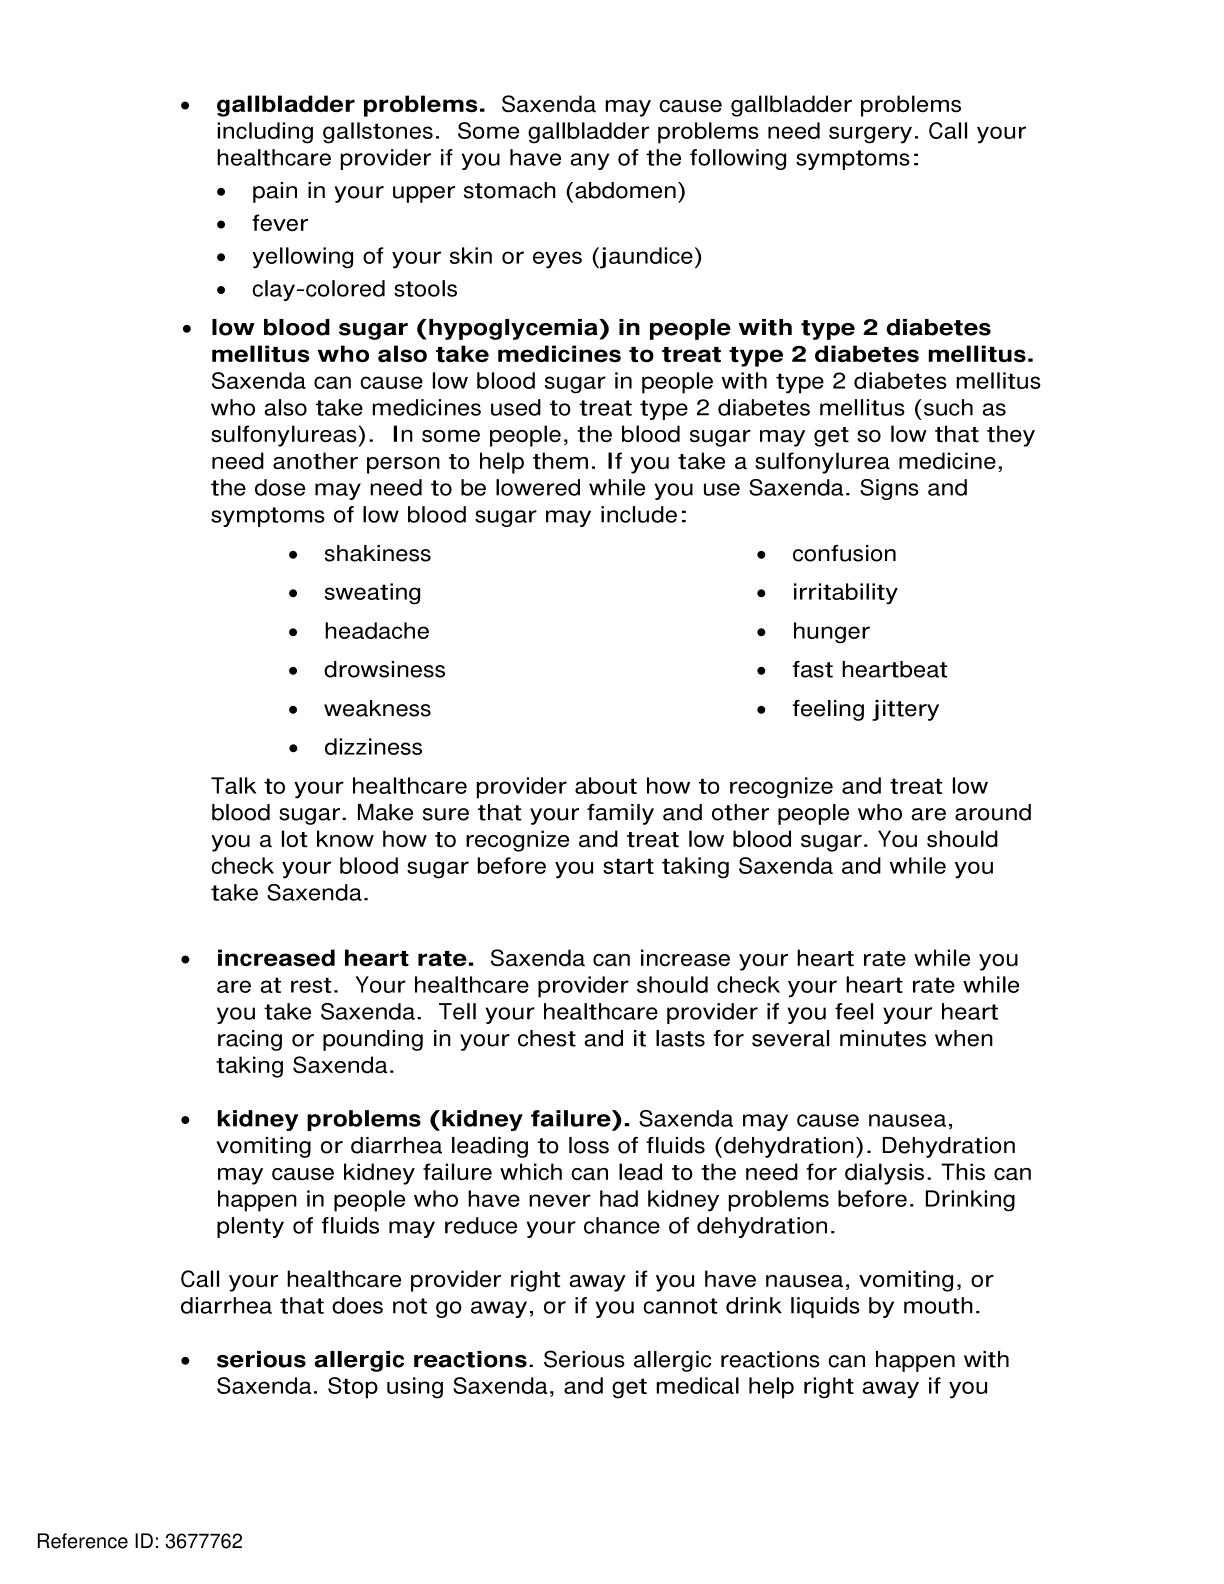 • gallbladder problems. Saxenda may cause gallbladder problems
including gallstones. Some gallbladder problems need surgery. Call your
healthcare provider if you have any of the following symptoms:
• pain in your upper stomach (abdomen)
• fever
• yellowing of your skin or eyes (jaundice)
• clay-colored stools
• low blood sugar (hypoglycemia) in people with type 2 diabetes
mellitus who also take medicines to treat type 2 diabetes mellitus.
Saxenda can cause low blood sugar in people with type 2 diabetes mellitus
who also take medicines used to treat type 2 diabetes mellitus (such as
sulfonylureas). In some people, the blood sugar may get so low that they
need another person to help them. If you take a sulfonylurea medicine,
the dose may need to be lowered while you use Saxenda. Signs and
symptoms of low blood sugar may include:
• shakiness
• sweating
• headache
• drowsiness
• weakness
• dizziness
• confusion
• irritability
• hunger
• fast heartbeat
• feeling jittery
Talk to your healthcare provider about how to recognize and treat low
blood sugar. Make sure that your family and other people who are around
you a lot know how to recognize and treat low blood sugar. You should
check your blood sugar before you start taking Saxenda and while you
take Saxenda.
• increased heart rate. Saxenda can increase your heart rate while you
are at rest. Your healthcare provider should check your heart rate while
you take Saxenda. Tell your healthcare provider if you feel your heart
racing or pounding in your chest and it lasts for several minutes when
taking Saxenda.
• kidney problems (kidney failure). Saxenda may cause nausea,
vomiting or diarrhea leading to loss of fluids (dehydration). Dehydration
may cause kidney failure which can lead to the need for dialysis. This can
happen in people who have never had kidney problems before. Drinking
plenty of fluids may reduce your chance of dehydration.
Call your healthcare provider right away if you have nausea, vomiting, or
diarrhea that does not go away, or if you cannot drink liquids by mouth.
• serious allergic reactions. Serious allergic reactions can happen with
Saxenda. Stop using Saxenda, and get medical help right away if you
Reference ID: 3677762